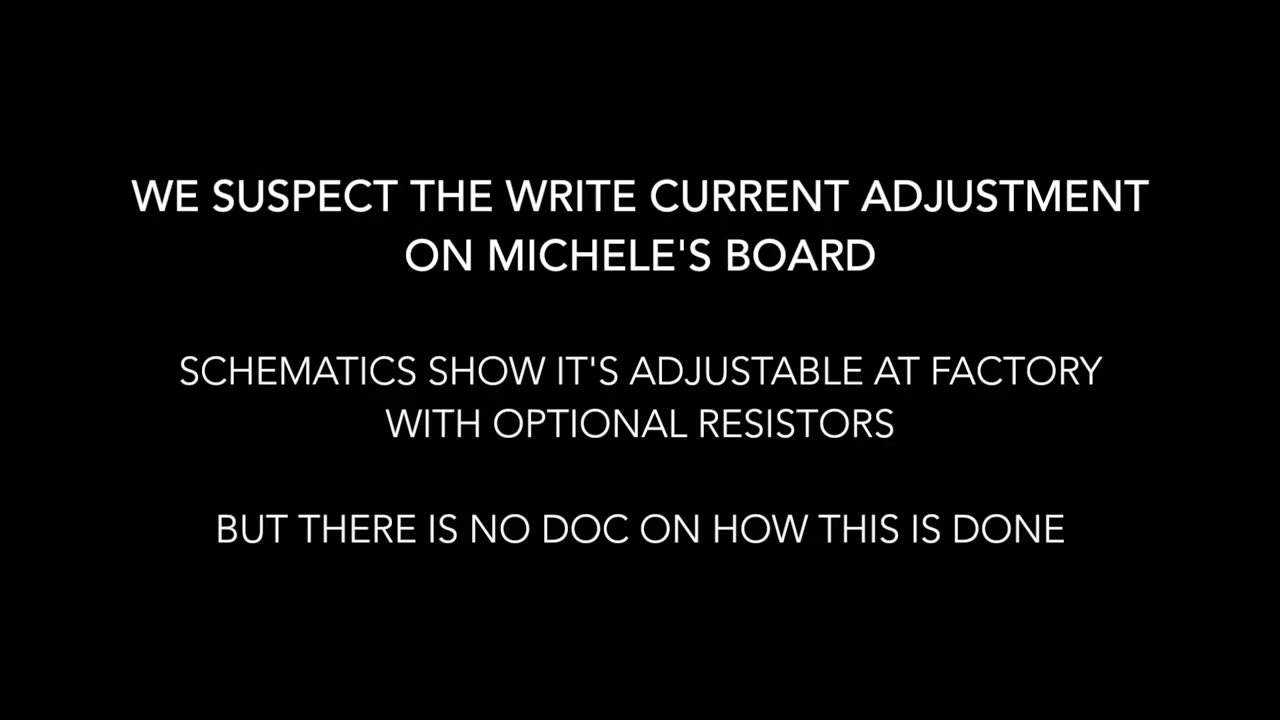 WE SUSPECT THE WRITE CURRENT ADJUSTMENT
ON MICHELE'S BOARD
SCHEMATICS SHOW IT'S ADJUSTABLE AT FACTORY
WITH OPTIONAL RESISTORS
BUT THERE IS NO DOC ON HOW THIS IS DONE